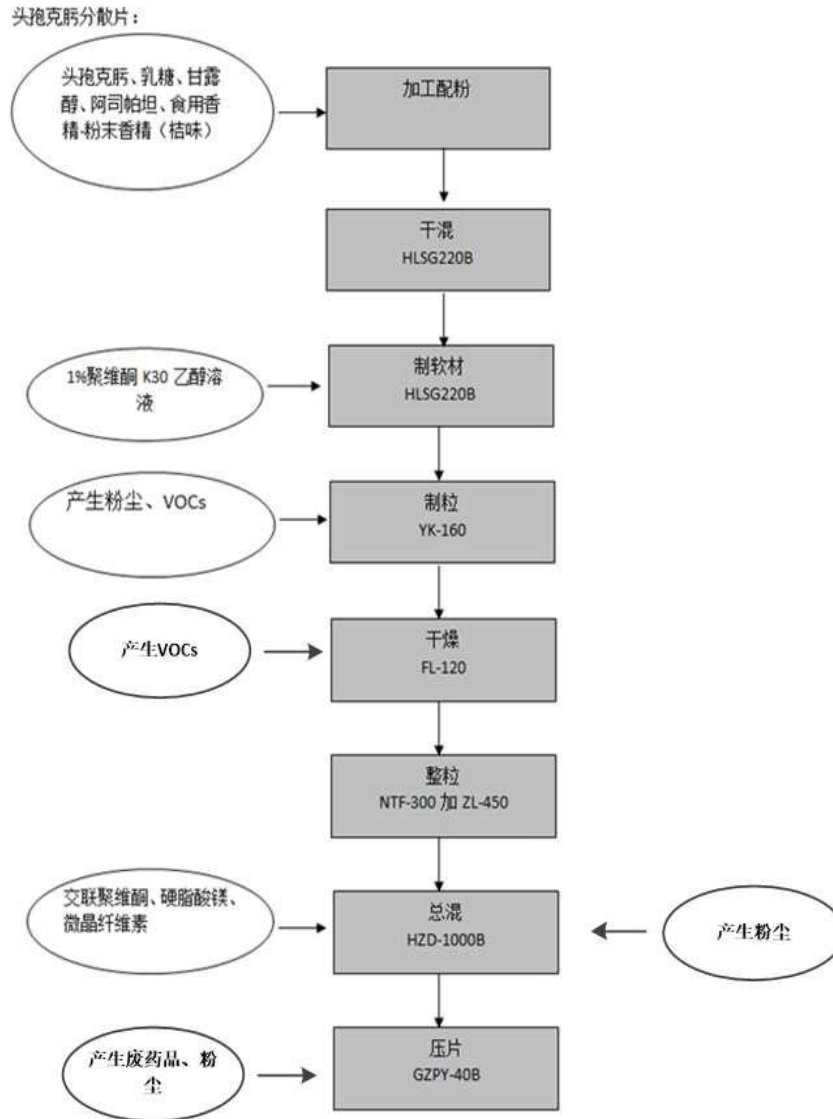 头孢克肟分散片：
头孢克肟、乳糖、甘露
醇、阿司帕坦、食用香
精-粉末香精（桔味）
加工配粉
干混
HLSG220B
1%聚维酮 K30 乙醇溶
液
制软材
HLSG220B
产生粉尘、VOCs
制粒
YK-160
产生VOCs
干燥
FL-120
整粒
NTF-300 加 ZL-450
交联聚维酮、硬脂酸镁、
微晶纤维素
总混
HZD-1000B
产生粉尘
产生废药品、粉
尘
压片
GZPY-40B